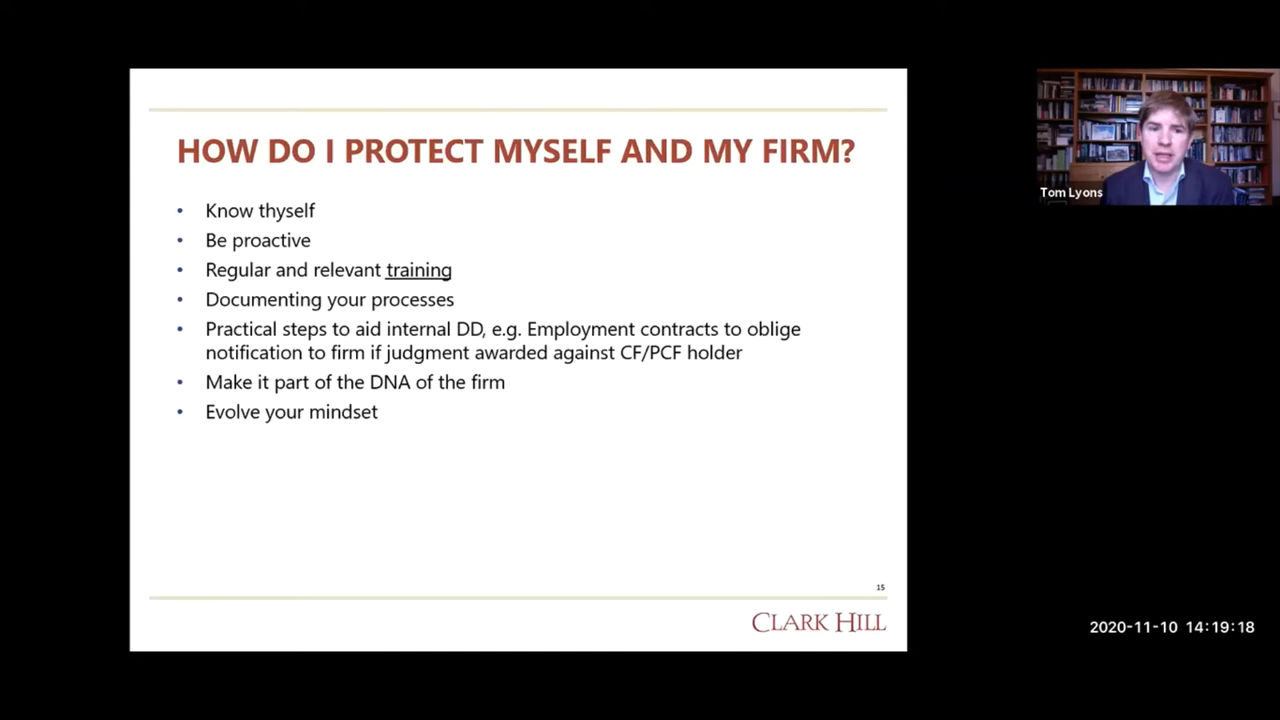 HOW DO I PROTECT MYSELF AND MY FIRM?
• Know thyself
• Be proactive
• Regular and relevant training
• Documenting your processes
• Practical steps to aid internal DD, e.g. Employment contracts to oblige
notification to firm if judgment awarded against CF/PCF holder
• Make it part of the DNA of the firm
• Evolve your mindset
15
CLARK HILL
Tom Lyons
2020-11-10 14:19:18